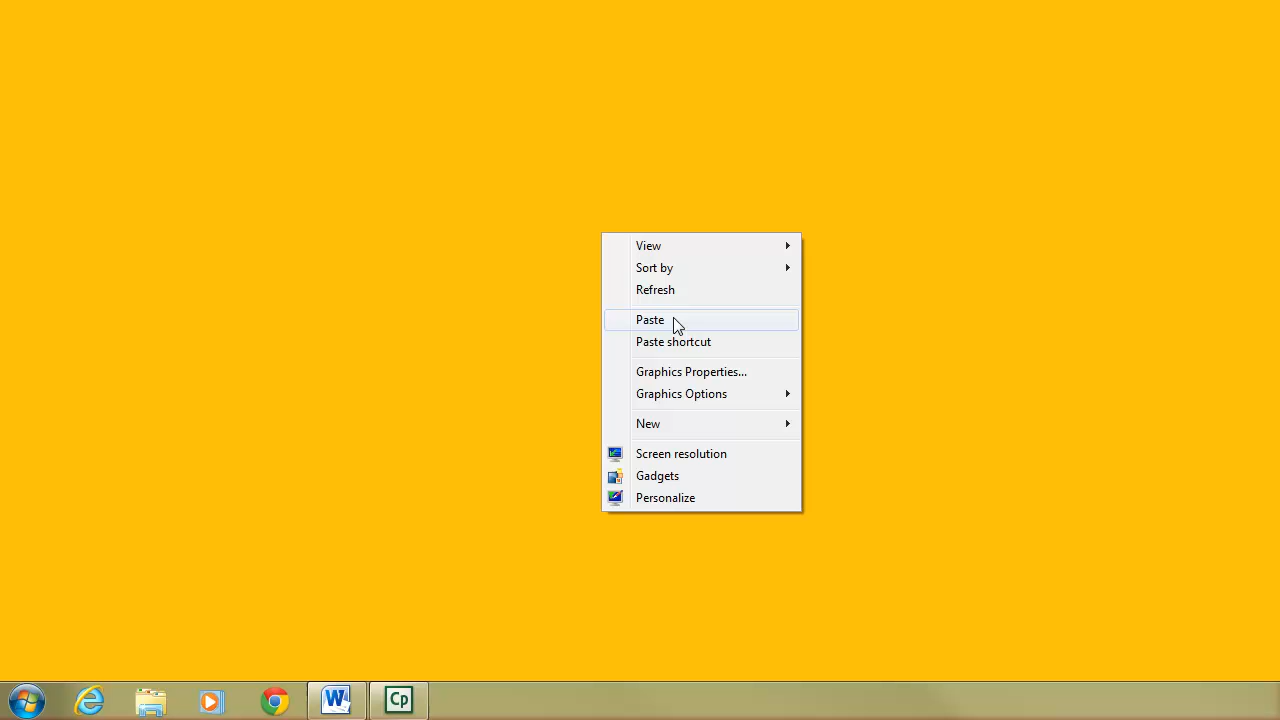 View
Sort by
Refresh
Paste
Paste shortcut
Graphics Properties...
Graphics Options
New
Screen resolution
Gadgets
Personalize
W
Cp